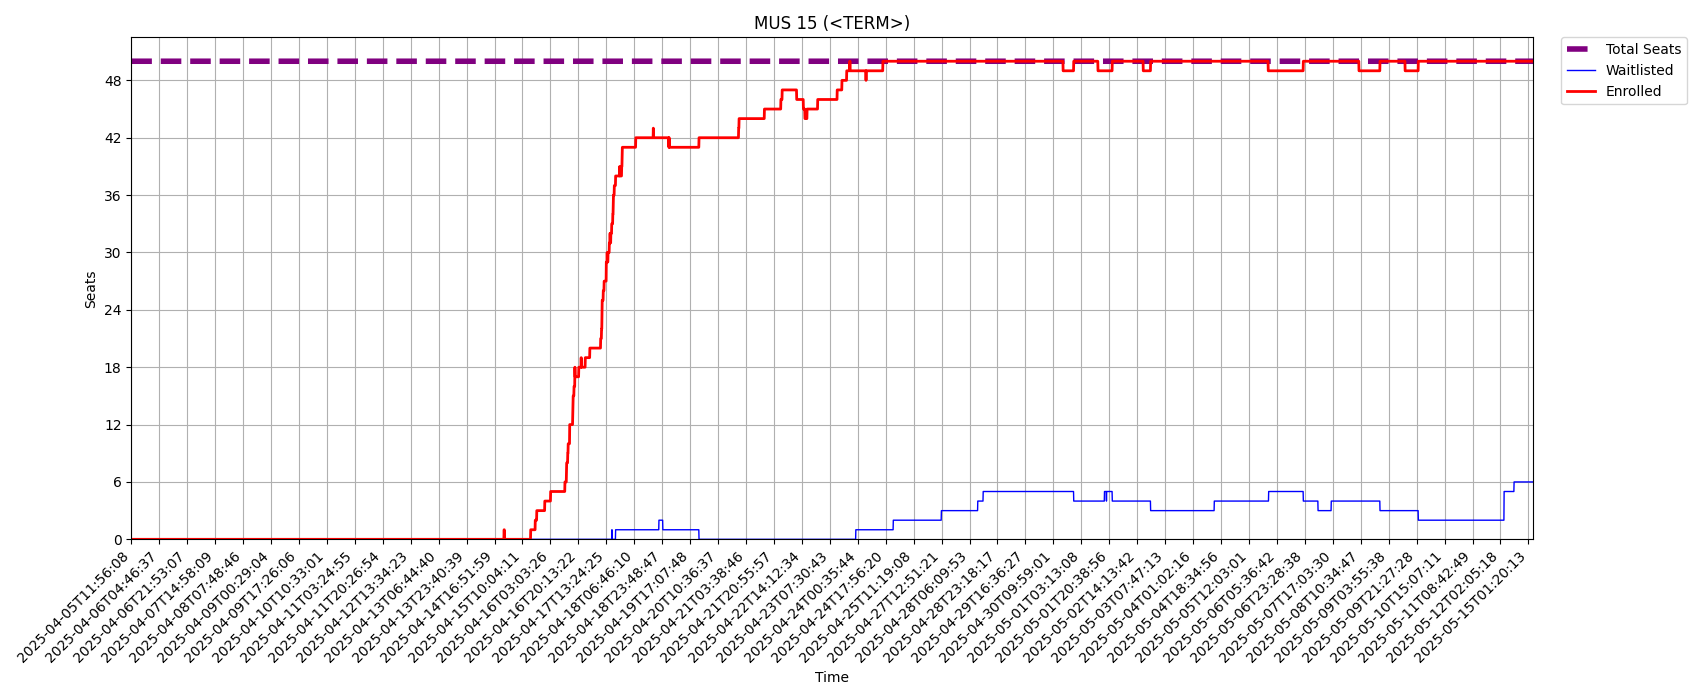 MUS 15 (<TERM>)
Total Seats
Waitlisted
Enrolled
Seats
48
42
36
30
24
18
12
6
0
2025-04-05T11:56:08
2025-04-06T04:46:37
2025-04-06T21:53:07
2025-04-07T14:58:09
2025-04-08T07:48:46
2025-04-09T00:29:04
2025-04-09T17:26:06
2025-04-10T10:33:01
2025-04-11T03:24:55
2025-04-11T20:26:54
2025-04-12T13:34:23
2025-04-13T06:44:40
2025-04-13T23:40:39
2025-04-14T16:51:59
2025-04-15T10:04:11
2025-04-16T03:03:26
2025-04-16T20:13:22
2025-04-17T13:24:25
2025-04-18T06:46:10
2025-04-18T23:48:47
2025-04-19T17:07:48
2025-04-20T10:36:37
2025-04-21T03:38:46
2025-04-21T20:55:57
2025-04-22T14:12:34
2025-04-23T07:30:43
2025-04-24T00:35:44
2025-04-24T17:56:20
2025-04-25T11:19:08
2025-04-27T12:51:21
2025-04-28T06:09:53
2025-04-28T23:18:17
2025-04-29T16:36:27
2025-04-30T09:59:01
2025-05-01T03:13:08
2025-05-01T20:38:56
2025-05-02T14:13:42
2025-05-03T07:47:13
2025-05-04T01:02:16
2025-05-04T18:34:56
2025-05-05T12:03:01
2025-05-06T05:36:42
2025-05-06T23:28:38
2025-05-07T17:03:30
2025-05-08T10:34:47
2025-05-09T03:55:38
2025-05-09T21:27:28
2025-05-10T15:07:11
2025-05-11T08:42:49
2025-05-12T02:05:18
2025-05-15T01:20:13
Time